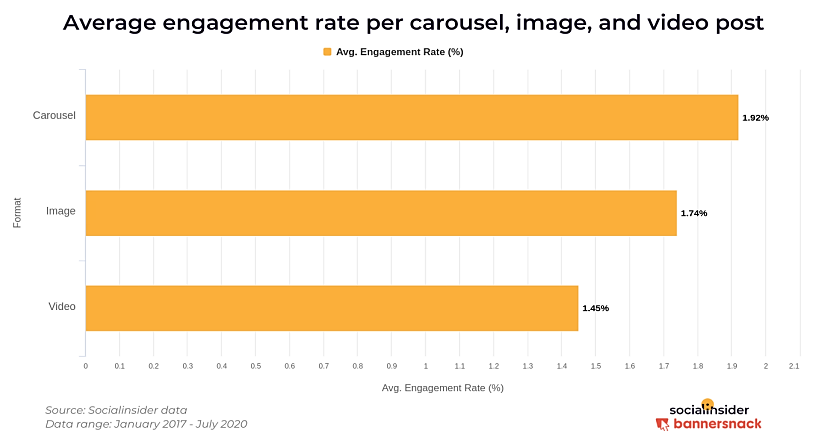 Average engagement rate per carousel, image, and video post
Avg. Engagement Rate (%)
Format
Carousel
1.92%
Image
1.74%
Video
1.45%
0 0.1 0.2 0.3 0.4 0.5 0.6 0.7 0.8 0.9 1 1.1 1.2 1.3 1.4 1.5 1.6 1.7 1.8 1.9 2 2.1
Avg. Engagement Rate (%)
Source: Socialinsider data
Data range: January 2017 - July 2020
socialinsider
bannersnack